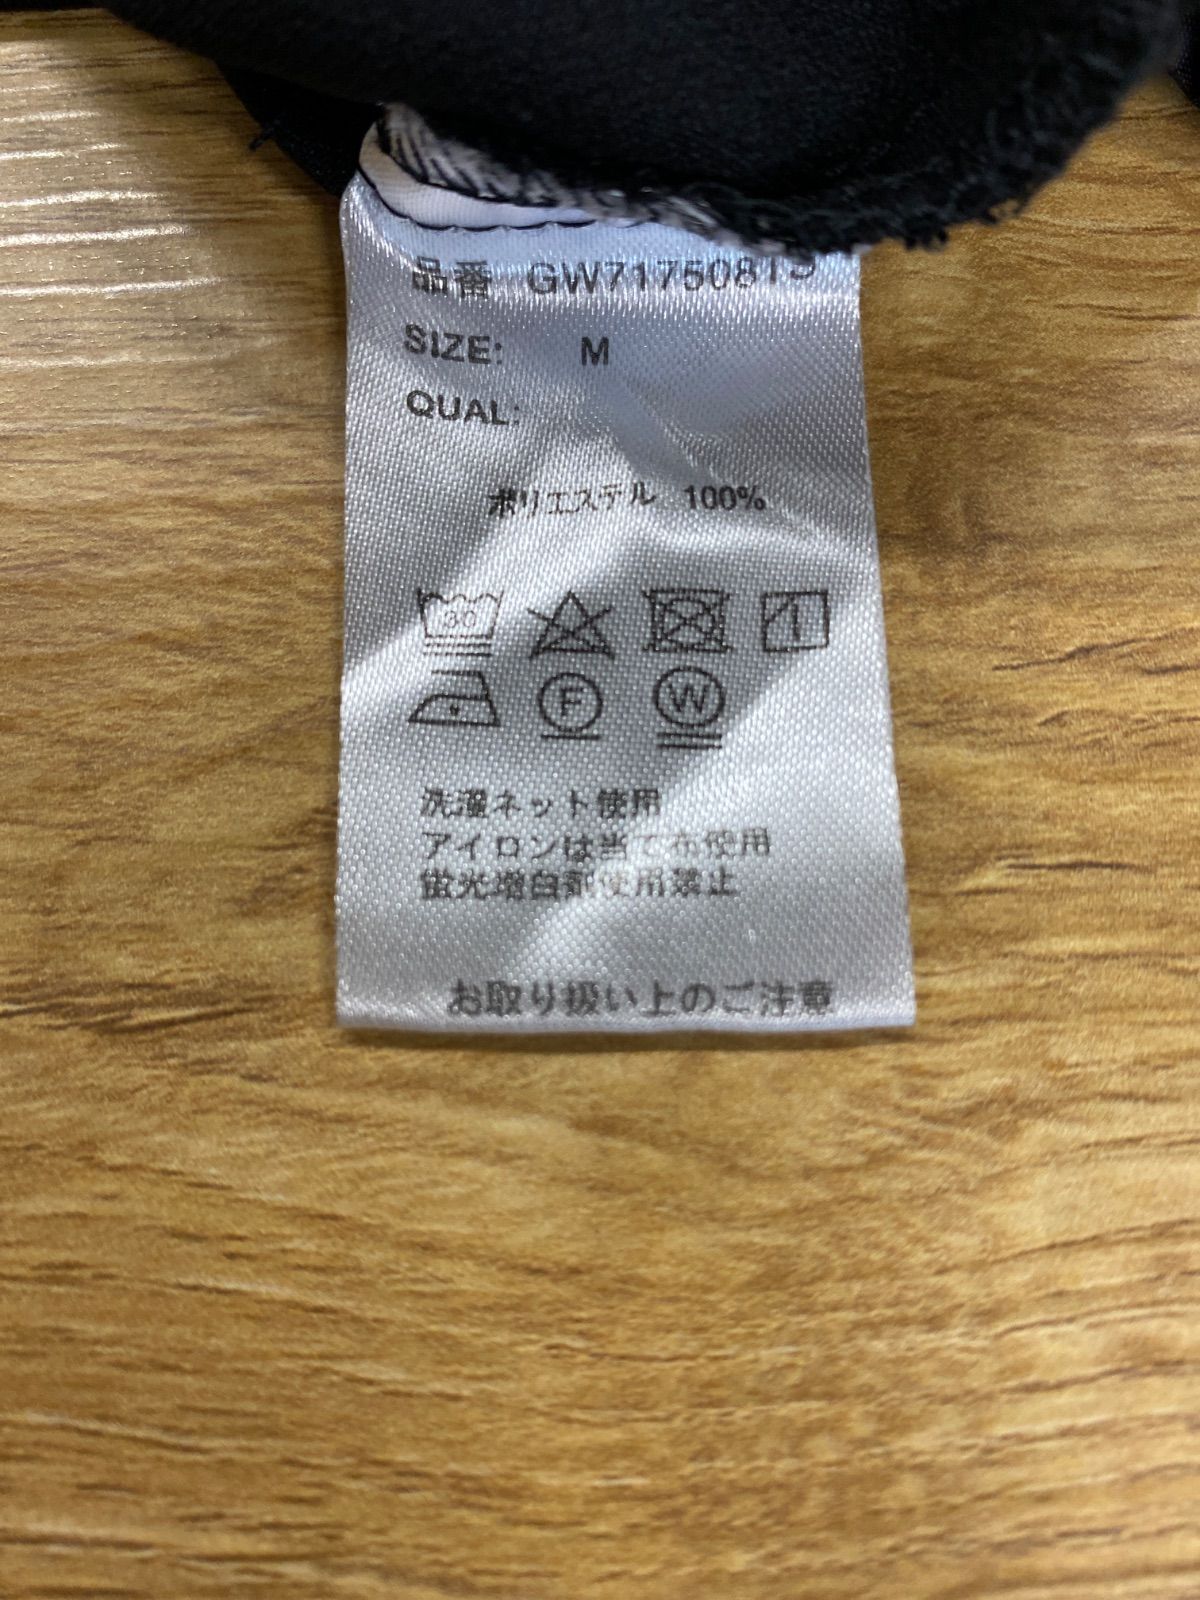 品番 GW7175081S
SIZE: M
QUAL:
ポリエステル 100%
30
F W
洗濯ネット使用
アイロンは当て布使用
蛍光増白剤使用禁止
お取り扱い上のご注意